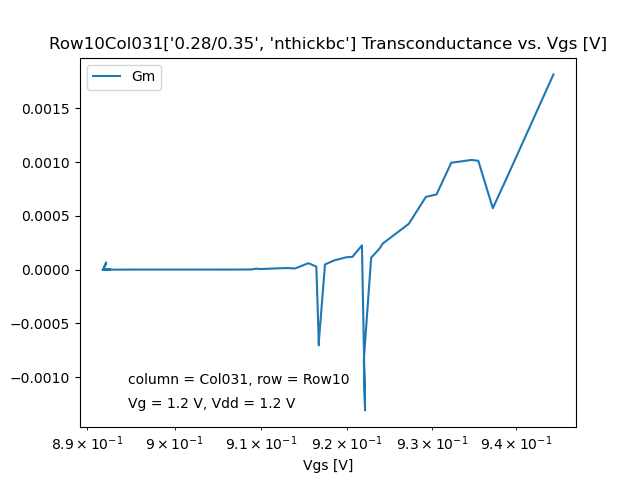 Row10Col031['0.28/0.35', 'nthickbc'] Transconductance vs. Vgs [V]
Gm
0.0015
0.0010
0.0005
0.0000
−0.0005
−0.0010
column = Col031, row = Row10
Vg = 1.2 V, Vdd = 1.2 V
8.9 × 10⁻¹ 9 × 10⁻¹ 9.1 × 10⁻¹ 9.2 × 10⁻¹ 9.3 × 10⁻¹ 9.4 × 10⁻¹
Vgs [V]